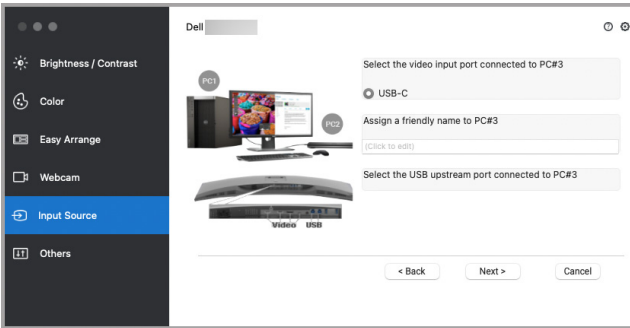 Dell
Brightness / Contrast
Color
Easy Arrange
Webcam
Input Source
Others
PC1
PC2
Video USB
Select the video input port connected to PC#3
USB-C
Assign a friendly name to PC#3
(Click to edit)
Select the USB upstream port connected to PC#3
< Back
Next >
Cancel